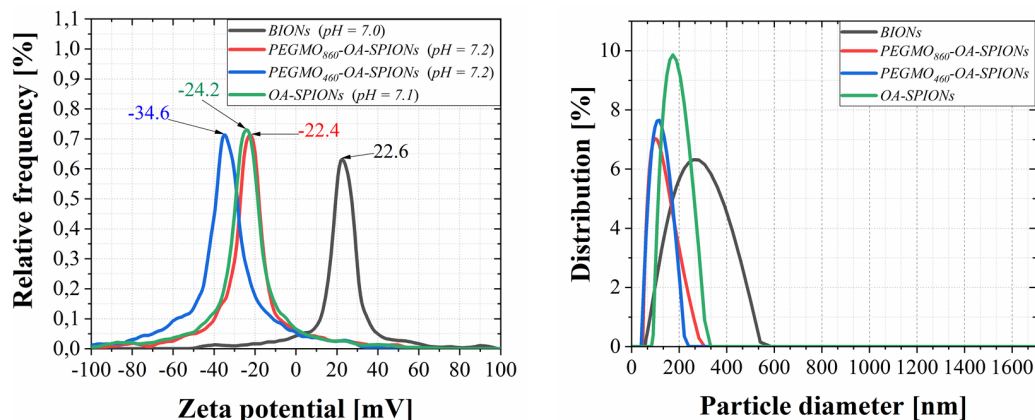 1,1
1,0
0,9
0,8
0,7
0,6
0,5
0,4
0,3
0,2
0,1
0,0
Relative frequency [%]
BIONs (pH = 7.0)
PEGMO860-OA-SPIONs (pH = 7.2)
PEGMO460-OA-SPIONs (pH = 7.2)
OA-SPIONs (pH = 7.1)
-24.2
-34.6
-22.4
22.6
-100 -80 -60 -40 -20 0 20 40 60 80 100
Zeta potential [mV]
10
8
6
4
2
0
Distribution [%]
BIONs
PEGMO860-OA-SPIONs
PEGMO460-OA-SPIONs
OA-SPIONs
0 200 400 600 800 1000 1200 1400 1600
Particle diameter [nm]